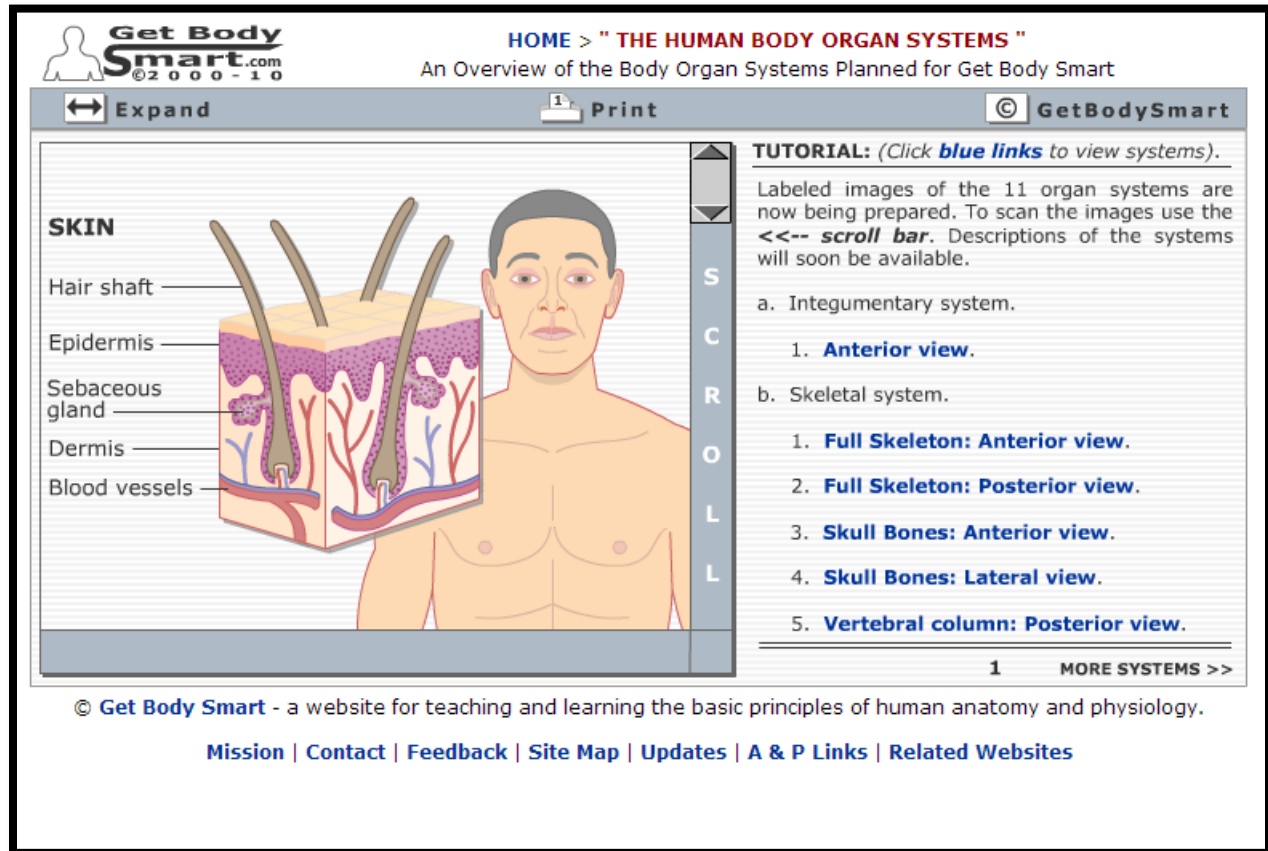 Get Body
Smart.com
©2000-10
HOME > " THE HUMAN BODY ORGAN SYSTEMS "
An Overview of the Body Organ Systems Planned for Get Body Smart
Expand
1 Print
© GetBodySmart
SKIN
Hair shaft
Epidermis
Sebaceous
gland
Dermis
Blood vessels
SCROLL
TUTORIAL: (Click blue links to view systems).
Labeled images of the 11 organ systems are
now being prepared. To scan the images use the
<<-- scroll bar. Descriptions of the systems
will soon be available.
a. Integumentary system.
1. Anterior view.
b. Skeletal system.
1. Full Skeleton: Anterior view.
2. Full Skeleton: Posterior view.
3. Skull Bones: Anterior view.
4. Skull Bones: Lateral view.
5. Vertebral column: Posterior view.
1 MORE SYSTEMS >>
© Get Body Smart - a website for teaching and learning the basic principles of human anatomy and physiology.
Mission | Contact | Feedback | Site Map | Updates | A & P Links | Related Websites